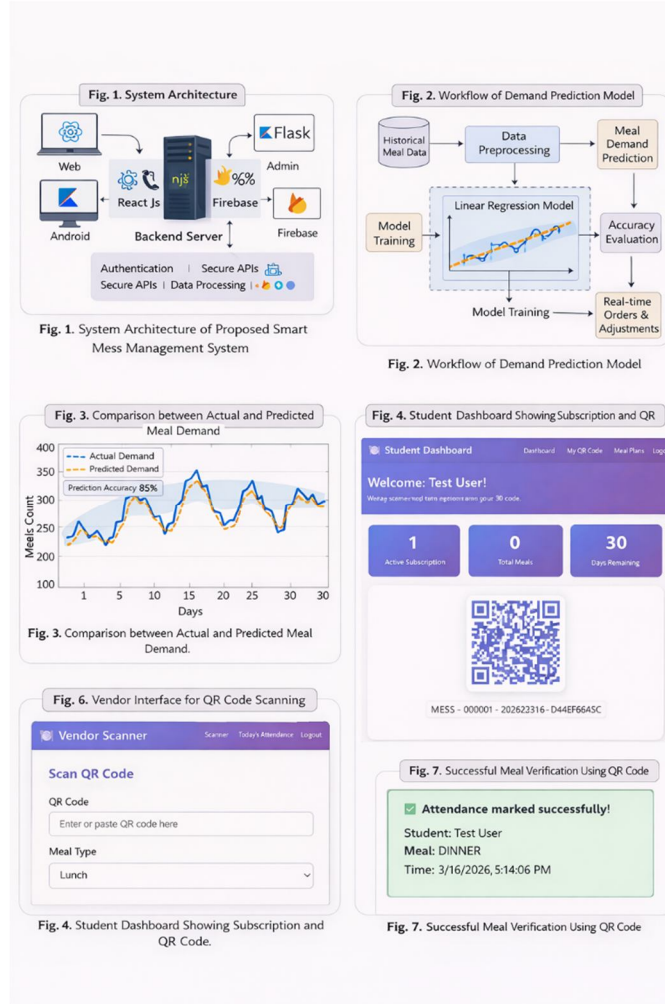 Fig. 1. System Architecture
Web
Android
React Js
njs
%%
Firebase
Backend Server
Flask
Admin
Firebase
Authentication | Secure APIs
Secure APIs | Data Processing |
Fig. 1. System Architecture of Proposed Smart
Mess Management System
Fig. 2. Workflow of Demand Prediction Model
Historical
Meal Data
Data
Preprocessing
Meal
Demand
Prediction
Model
Training
Linear Regression Model
Accuracy
Evaluation
Model Training
Real-time
Orders &
Adjustments
Fig. 2. Workflow of Demand Prediction Model
Fig. 3. Comparison between Actual and Predicted
Meal Demand
Actual Demand
Predicted Demand
Prediction Accuracy 85%
Meels Count
400
350
300
250
200
100
1 5 10 15 20 25 30 30
Days
Fig. 3. Comparison between Actual and Predicted Meal
Demand.
Fig. 4. Student Dashboard Showing Subscription and QR
Student Dashboard
Dashboard My QR Code Meal Plans
Welcome: Test User!
your 30 code.
1
Active Subscription
0
Total Meals
30
Days Remaining
MESS - 000001 - 202623316 - D44EF664SC
Fig. 6. Vendor Interface for QR Code Scanning
Vendor Scanner
Scanner Today's Attendence Logout
Scan QR Code
QR Code
Enter or paste QR code here
Meal Type
Lunch
Fig. 4. Student Dashboard Showing Subscription and
QR Code.
Fig. 7. Successful Meal Verification Using QR Code
Attendance marked successfully!
Student: Test User
Meal: DINNER
Time: 3/16/2026, 5:14:06 PM
Fig. 7. Successful Meal Verification Using QR Code